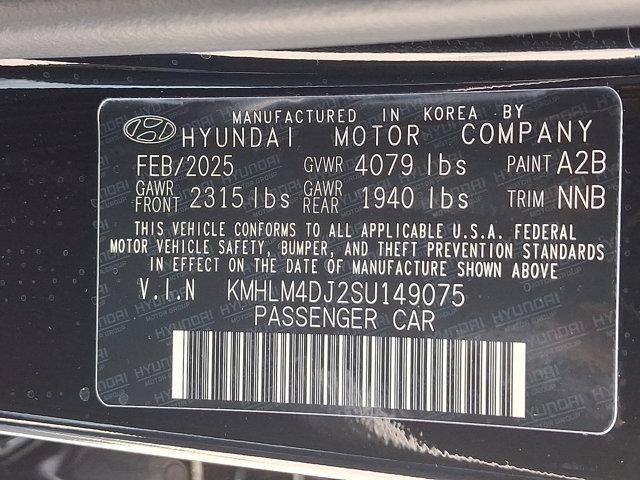 MANUFACTURED IN KOREA BY
HYUNDAI MOTOR COMPANY
FEB/2025 GVWR 4079 lbs PAINT A2B
GAWR FRONT 2315 lbs GAWR REAR 1940 lbs TRIM NNB
THIS VEHICLE CONFORMS TO ALL APPLICABLE U.S.A. FEDERAL
MOTOR VEHICLE SAFETY, BUMPER, AND THEFT PREVENTION STANDARDS
IN EFFECT ON THE DATE OF MANUFACTURE SHOWN ABOVE
V.I.N KMHLM4DJ2SU149075
PASSENGER CAR